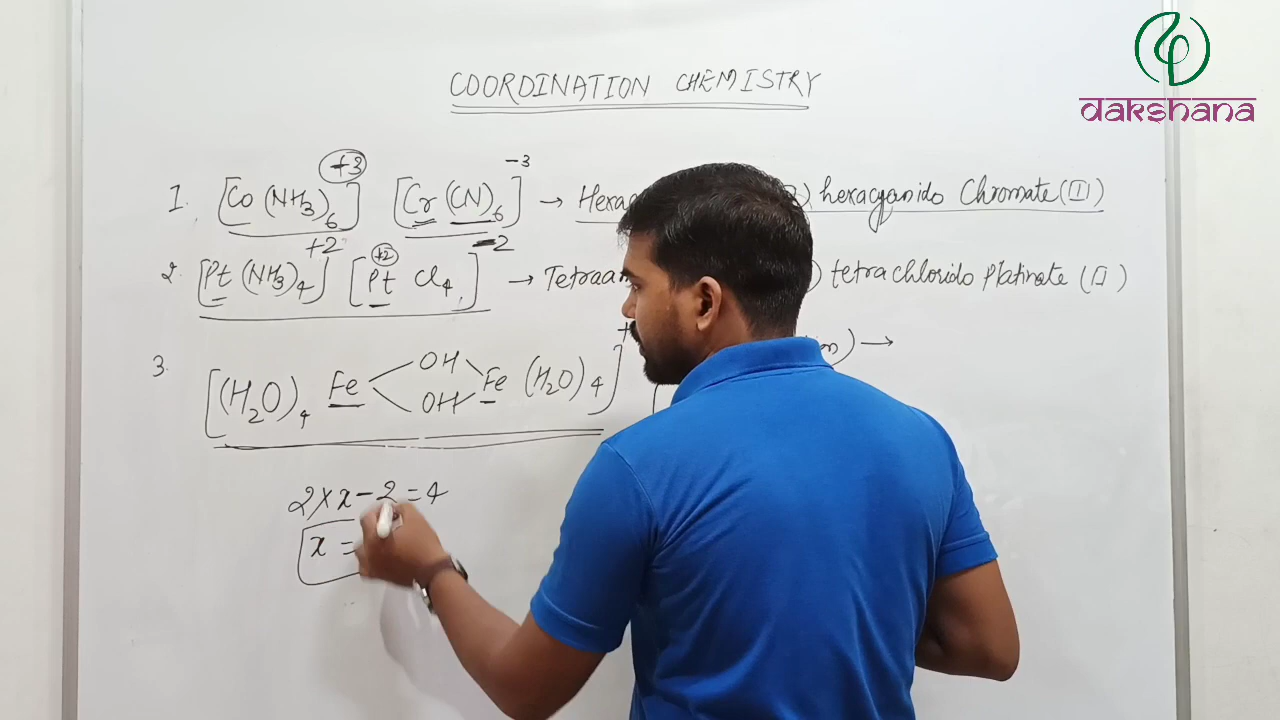 dakshana
COORDINATION CHEMISTRY
1. [Co(NH3)6]+3 [Cr(CN)6]-3 → hexacyanido Chromate(III)
2. [Pt(NH3)4]+2 [Pt+2 Cl4]-2 → tetrachlorido Platinate (II)
3. [(H2O)4 Fe OH OH Fe (H2O)4] →
2×x-2=4
x =